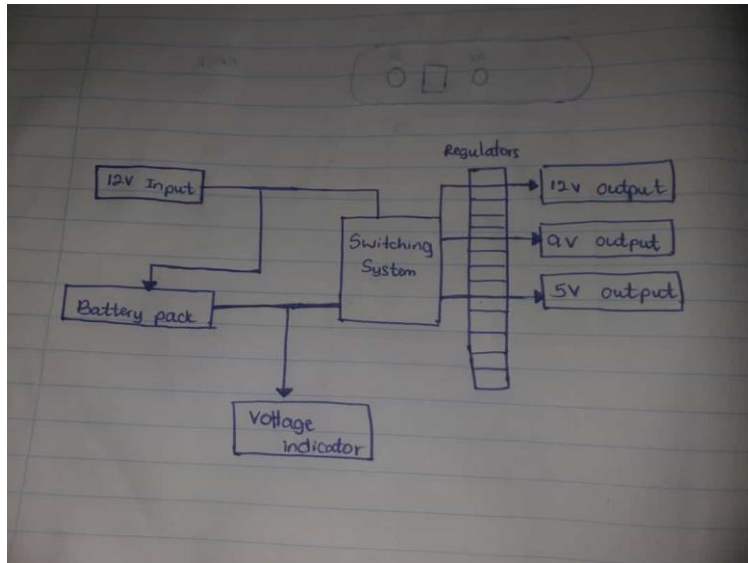 Regulators
12V Input
12V output
Switching
System
9V output
Battery pack
5V output
Voltage
indicator